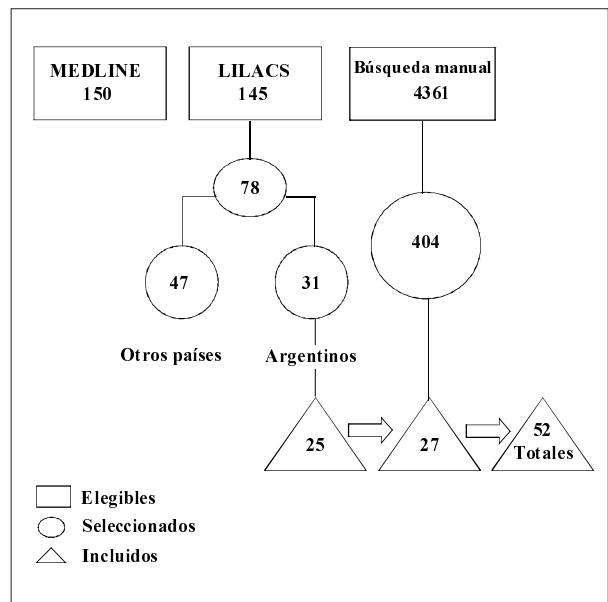 MEDLINE
150
LILACS
145
Búsqueda manual
4361
78
404
47
31
Otros países
Argentinos
25
27
52
Totales
Elegibles
Seleccionados
Incluidos